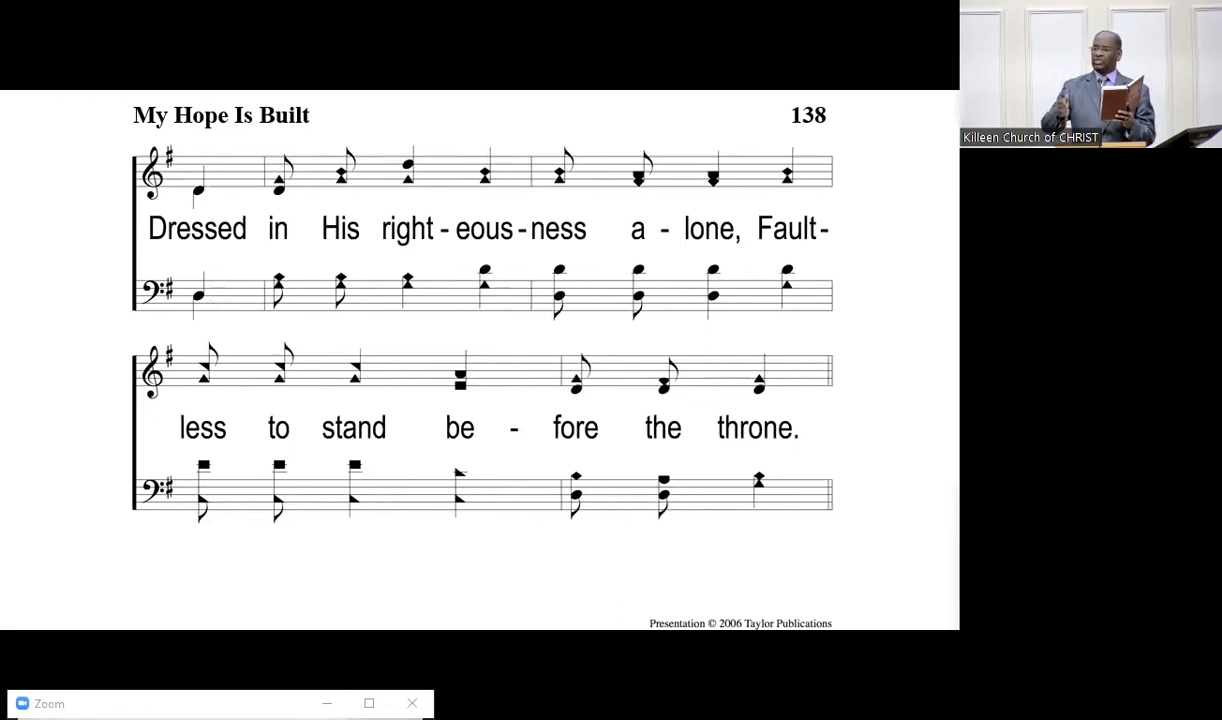 My Hope Is Built 138
Dressed in His right - eous - ness a - lone, Fault -
less to stand be - fore the throne.
Presentation © 2006 Taylor Publications
Killeen Church of CHRIST
Zoom